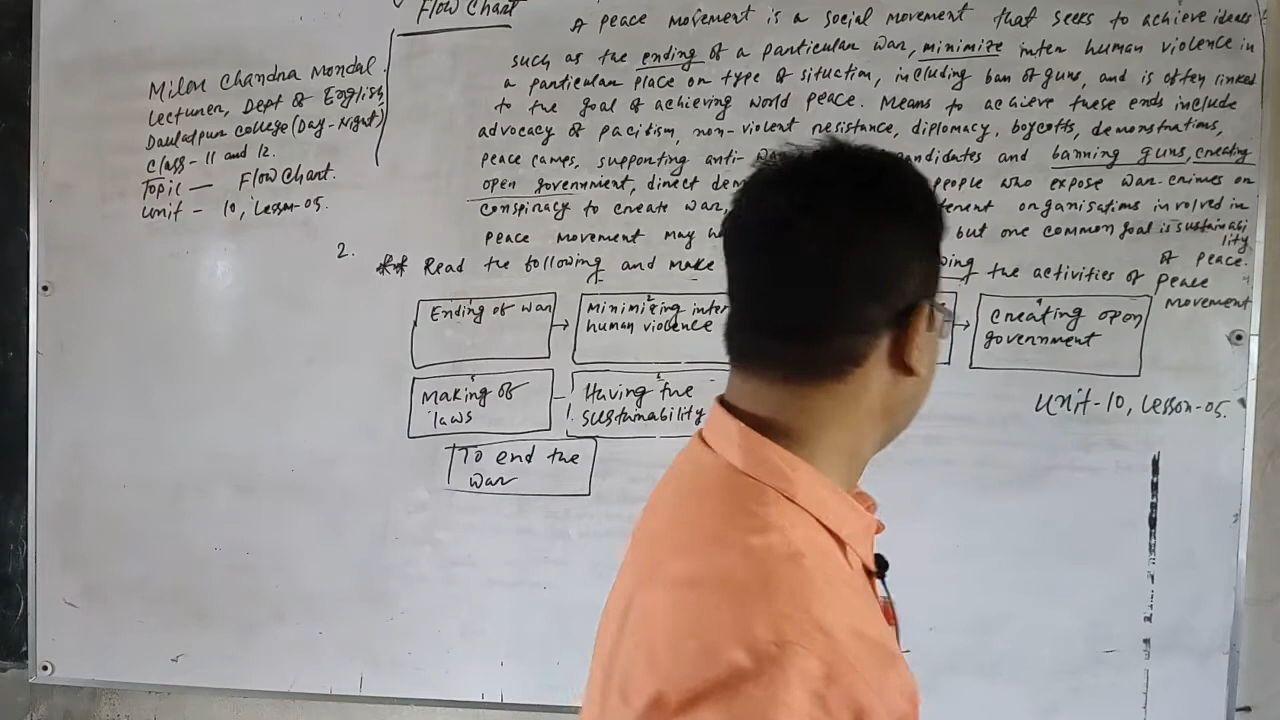 Flow Chart
Milon Chandra Mondal
Lecturer, Dept of English
Daulatpur College (Day-Night)
Class - 11 and 12.
Topic — Flow Chart.
Unit - 10, Lesson-05.
A peace movement is a social movement that seeks to achieve ideals
such as the ending of a particular war, minimize inter human violence in
a particular place or type of situation, including ban of guns, and is often linked
to the goal of achieving world peace. Means to achieve these ends include
advocacy of pacifism, non-violent resistance, diplomacy, boycotts, demonstrations,
peace camps, supporting anti- candidates and banning guns, creating
open government, direct people who expose war-crimes or
conspiracy to create war, organisations involved in
peace movement may but one common goal is sustainability
of peace.
2.
** Read the following and make the activities of Peace
Movement
1
Ending of war
2
Minimizing inter
human violence
4
Creating open
government
5
Making of
laws
6
Having the
sustainability
To end the
war
Unit-10, Lesson-05.